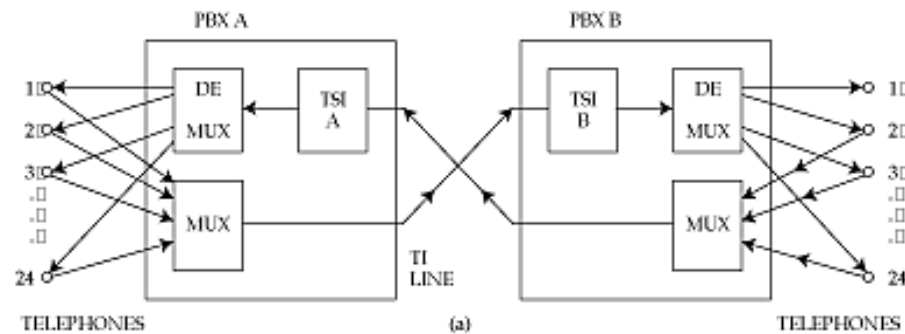 PBX A
PBX B
1
2
3
.
.
.
24
DE
MUX
TSI
A
MUX
TI
LINE
TSI
B
DE
MUX
MUX
1
2
3
.
.
.
24
TELEPHONES
(a)
TELEPHONES